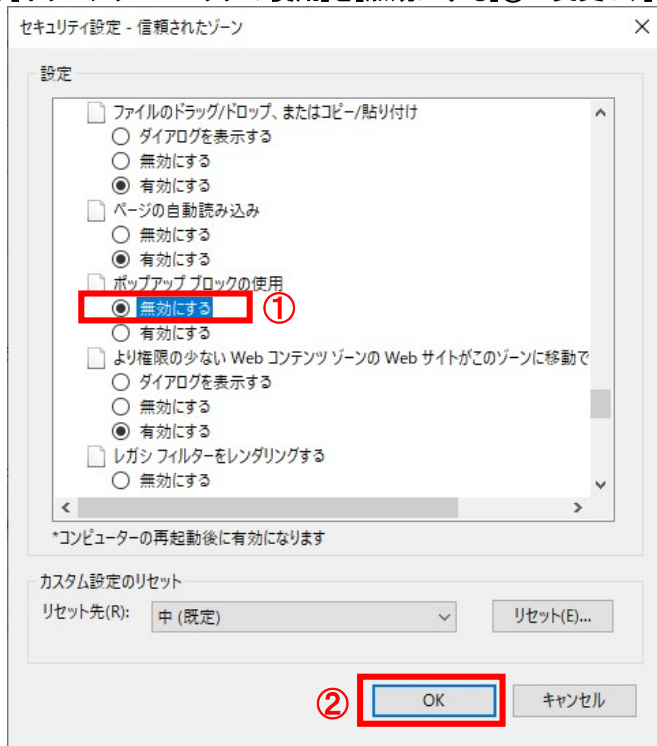 セキュリティ設定 - 信頼されたゾーン
設定
ファイルのドラッグ/ドロップ、またはコピー/貼り付け
ダイアログを表示する
無効にする
有効にする
ページの自動読み込み
無効にする
有効にする
ポップアップ ブロックの使用
無効にする ①
有効にする
より権限の少ない Web コンテンツ ゾーンの Web サイトがこのゾーンに移動で
ダイアログを表示する
無効にする
有効にする
レガシ フィルターをレンダリングする
無効にする
*コンピューターの再起動後に有効になります
カスタム設定のリセット
リセット先(R): 中 (既定) リセット(E)...
② OK キャンセル